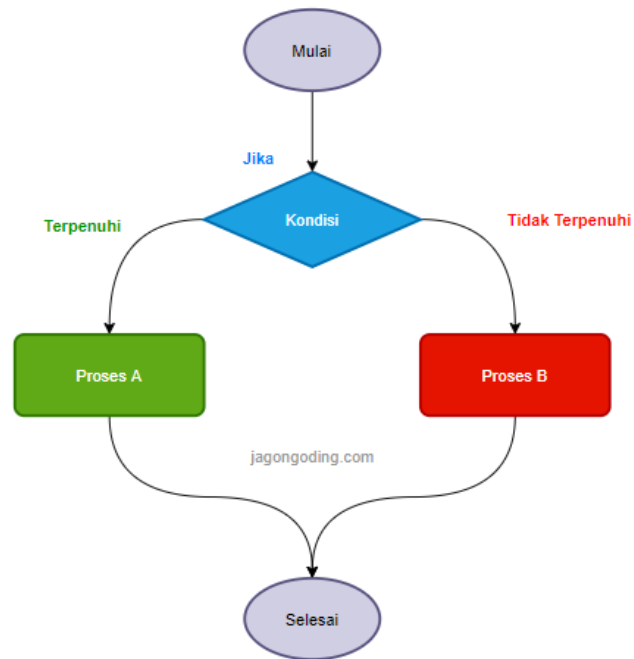 Mulai
Jika
Kondisi
Terpenuhi
Tidak Terpenuhi
Proses A
Proses B
jagongoding.com
Selesai